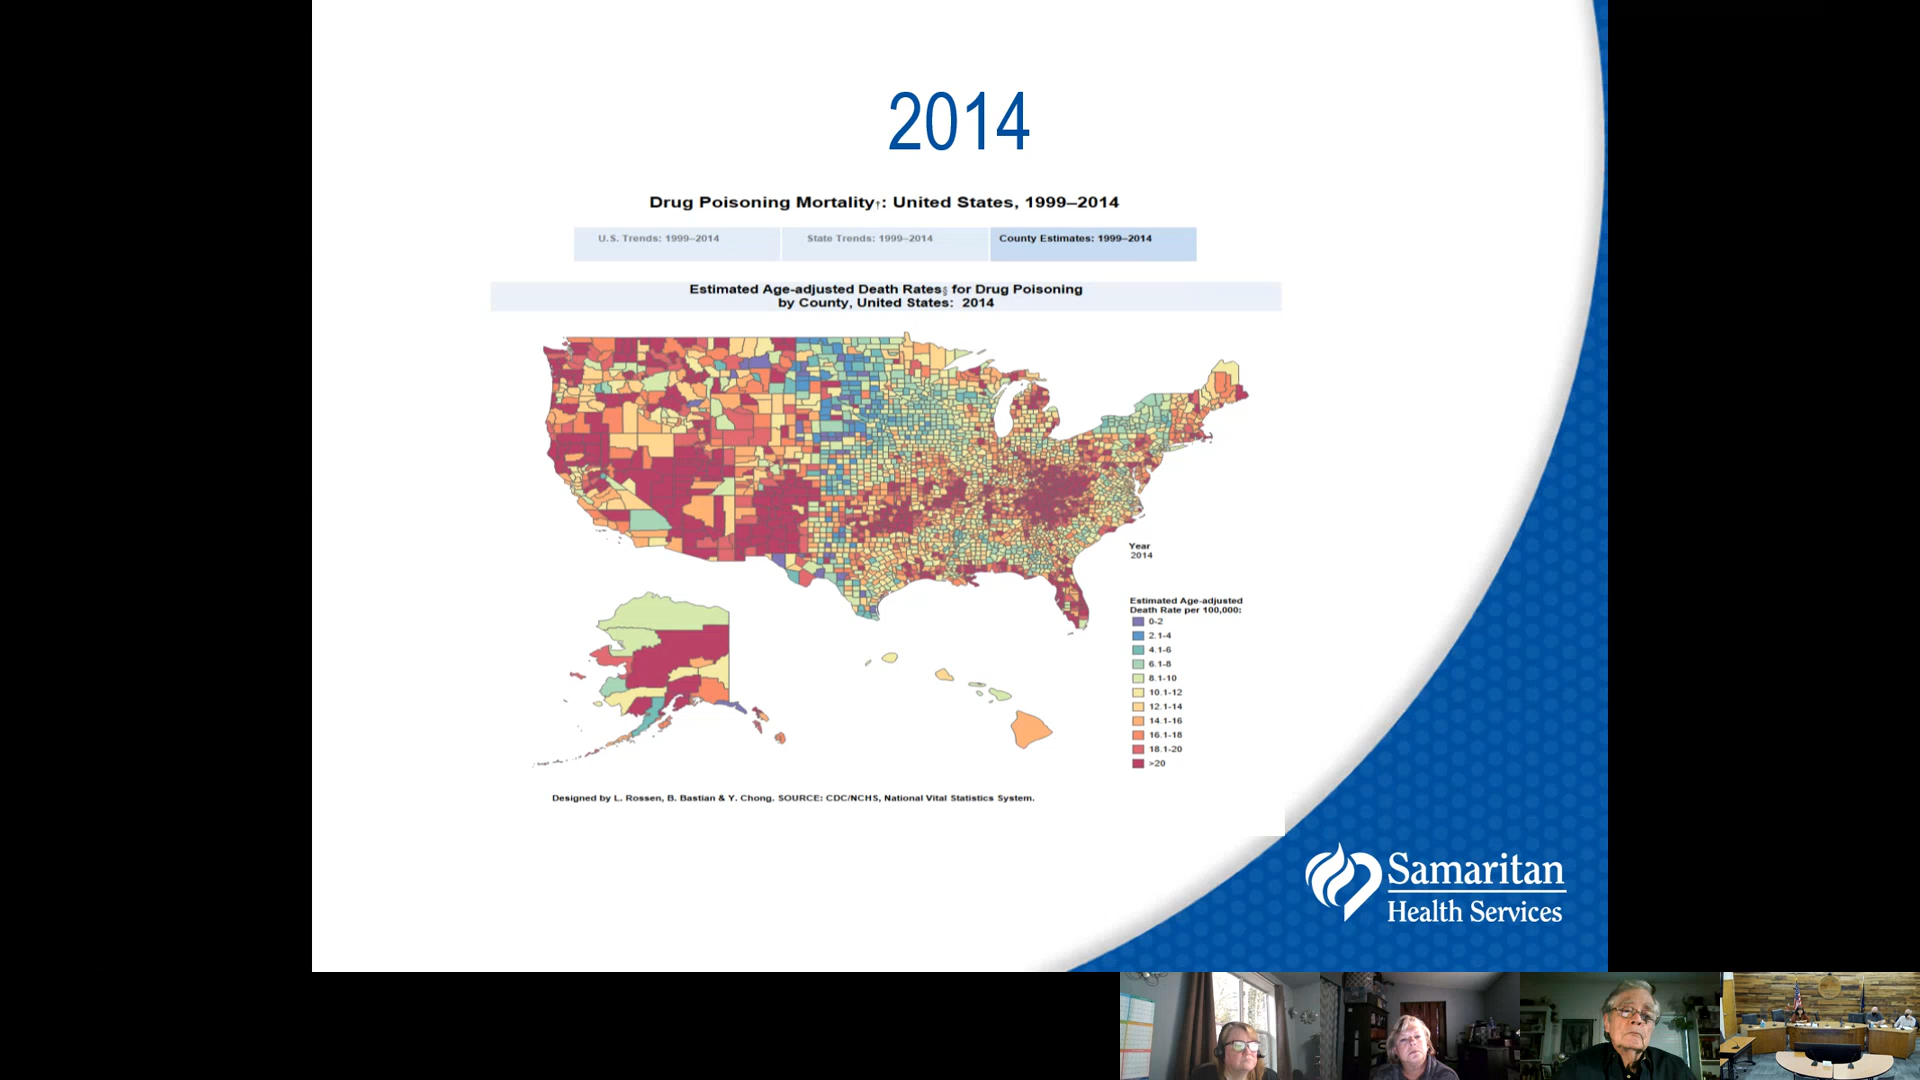 2014
Drug Poisoning Mortality†: United States, 1999–2014
U.S. Trends: 1999–2014
State Trends: 1999–2014
County Estimates: 1999–2014
Estimated Age-adjusted Death Rates§ for Drug Poisoning
by County, United States: 2014
Year
2014
Estimated Age-adjusted
Death Rate per 100,000:
0-2
2.1-4
4.1-6
6.1-8
8.1-10
10.1-12
12.1-14
14.1-16
16.1-18
18.1-20
>20
Designed by L. Rossen, B. Bastian & Y. Chong. SOURCE: CDC/NCHS, National Vital Statistics System.
Samaritan
Health Services